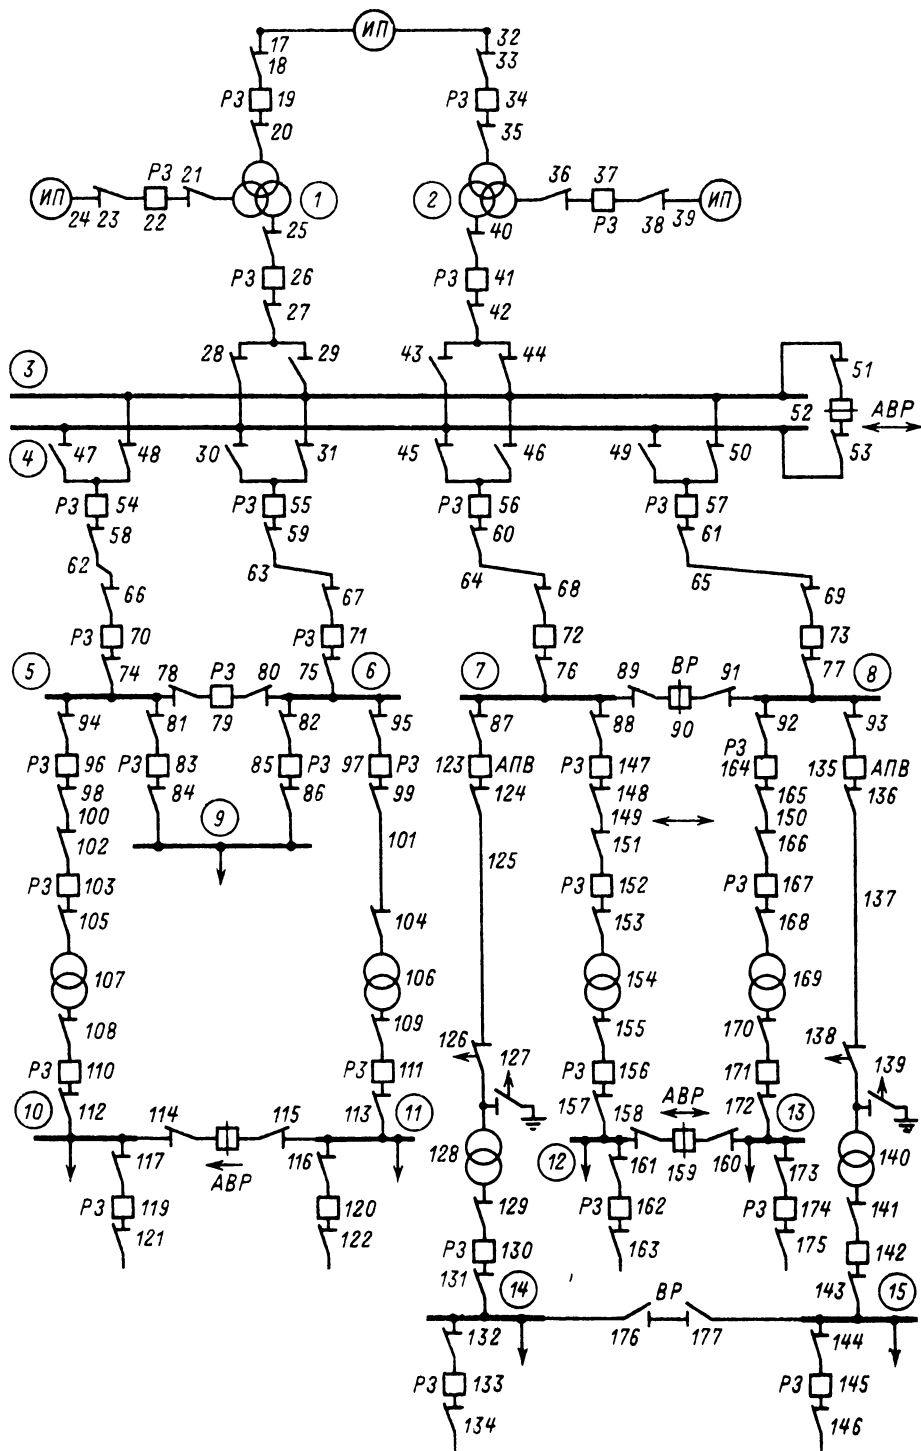 ИП
17 32
18 33
РЗ 19 РЗ 34
20 35
РЗ 21 36 37
ИП 1 2 ИП
24 23 22 РЗ 38 39
25 40
РЗ 26 РЗ 41
27 42
28 29 43 44
3 51
52 АВР
4 47 48 30 31 45 46 49 50 53
РЗ 54 РЗ 55 РЗ 56 РЗ 57
58 59 60 61
62 63 64 65
66 67 68 69
РЗ 70 РЗ 71 72 73
5 74 78 РЗ 80 75 6 7 76 89 ВР 91 77 8
79 90
94 81 82 95 87 88 92 93
РЗ 96 РЗ 83 85 РЗ 97 РЗ 123 АПВ РЗ 147 РЗ 164 135 АПВ
98 84 86 99 124 148 165 136
100 9 149 150
102 101 125 151 166
РЗ 103 РЗ 152 РЗ 167 137
105 104 153 168
107 106 154 169
108 109 126 127 155 170 138 139
РЗ 110 РЗ 111 РЗ 156 171
10 112 114 115 113 11 157 158 АВР 172 13
128 12 159 160 140
117 АВР 116 161 173
РЗ 119 120 129 РЗ 162 РЗ 174 141
121 122 РЗ 130 163 175 142
131 14 ВР 143 15
132 176 177 144
РЗ 133 РЗ 145
134 146